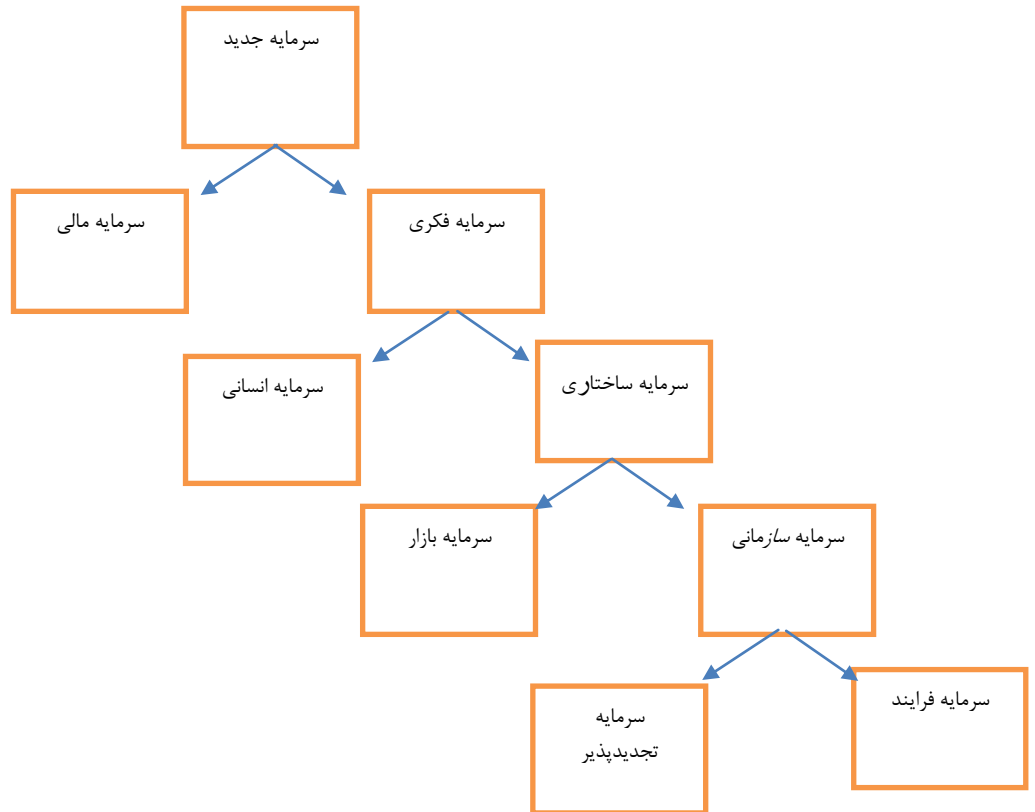 سرمایه جدید
سرمایه فکری
سرمایه مالی
سرمایه ساختاری
سرمایه انسانی
سرمایه سازمانی
سرمایه بازار
سرمایه فرایند
سرمایه
تجدیدپذیر